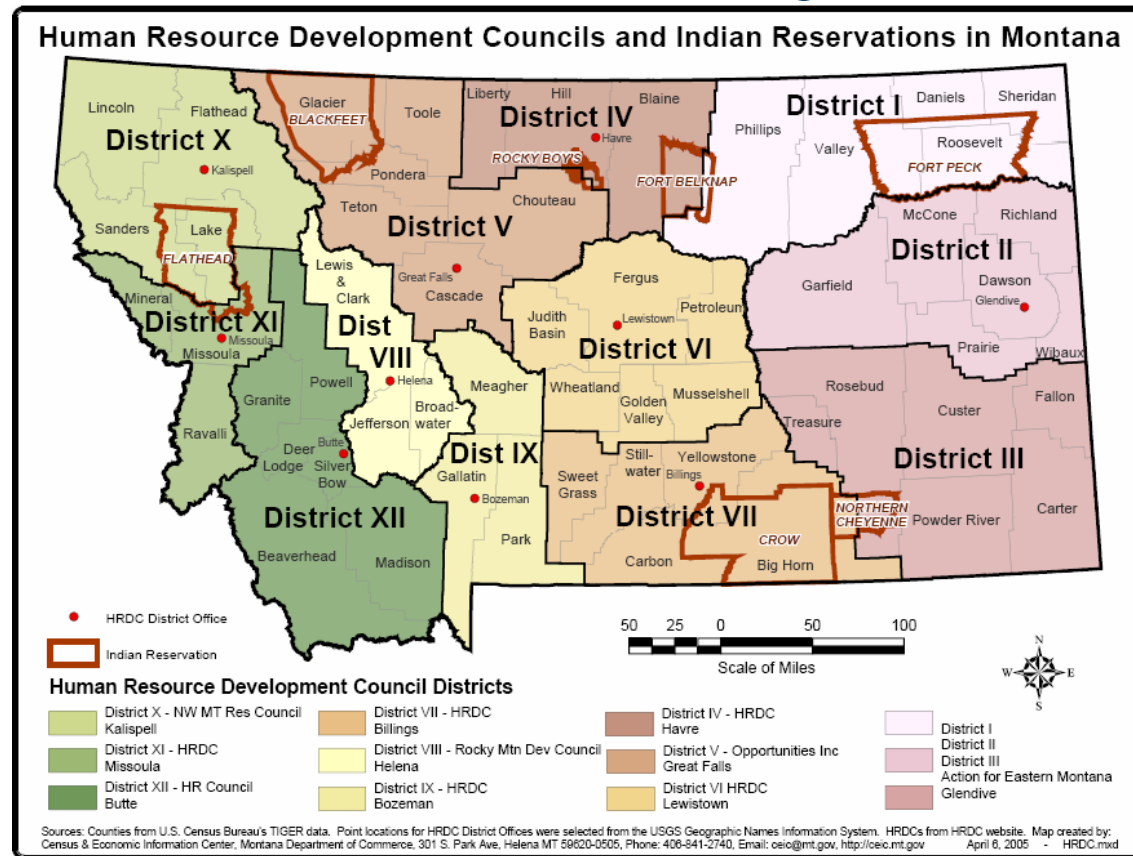 Human Resource Development Councils and Indian Reservations in Montana
Lincoln
Flathead
District X
Kalispell
Sanders
Lake
FLATHEAD
Glacier
BLACKFEET
Toole
Pondera
Teton
Chouteau
District V
Great Falls
Cascade
Liberty
Hill
Blaine
District IV
Havre
ROCKY BOY'S
FORT BELKNAP
Phillips
Valley
District I
Daniels
Sheridan
Roosevelt
FORT PECK
McCone
Richland
District II
Garfield
Dawson
Glendive
Prairie
Wibaux
Mineral
District XI
Missoula
Missoula
Ravalli
Lewis
&
Clark
Dist
VIII
Helena
Jefferson
Broad-
water
Powell
Granite
Deer
Lodge
Butte
Silver
Bow
District XII
Beaverhead
Madison
Meagher
Dist IX
Gallatin
Bozeman
Park
Fergus
Petroleum
Judith
Basin
Lewistown
District VI
Wheatland
Golden
Valley
Musselshell
Still-
water
Yellowstone
Sweet
Grass
Billings
District VII
Carbon
CROW
Big Horn
NORTHERN
CHEYENNE
Rosebud
Treasure
Custer
Fallon
District III
Powder River
Carter
HRDC District Office
Indian Reservation
50 25 0 50 100
Scale of Miles
N
W E
S
Human Resource Development Council Districts
District X - NW MT Res Council
Kalispell
District XI - HRDC
Missoula
District XII - HR Council
Butte
District VII - HRDC
Billings
District VIII - Rocky Mtn Dev Council
Helena
District IX - HRDC
Bozeman
District IV - HRDC
Havre
District V - Opportunities Inc
Great Falls
District VI HRDC
Lewistown
District I
District II
District III
Action for Eastern Montana
Glendive
Sources: Counties from U.S. Census Bureau's TIGER data. Point locations for HRDC District Offices were selected from the USGS Geographic Names Information System. HRDCs from HRDC website. Map created by:
Census & Economic Information Center, Montana Department of Commerce, 301 S. Park Ave, Helena MT 59620-0505, Phone: 406-841-2740, Email: ceic@mt.gov, http://ceic.mt.gov April 6, 2005 - HRDC.mxd